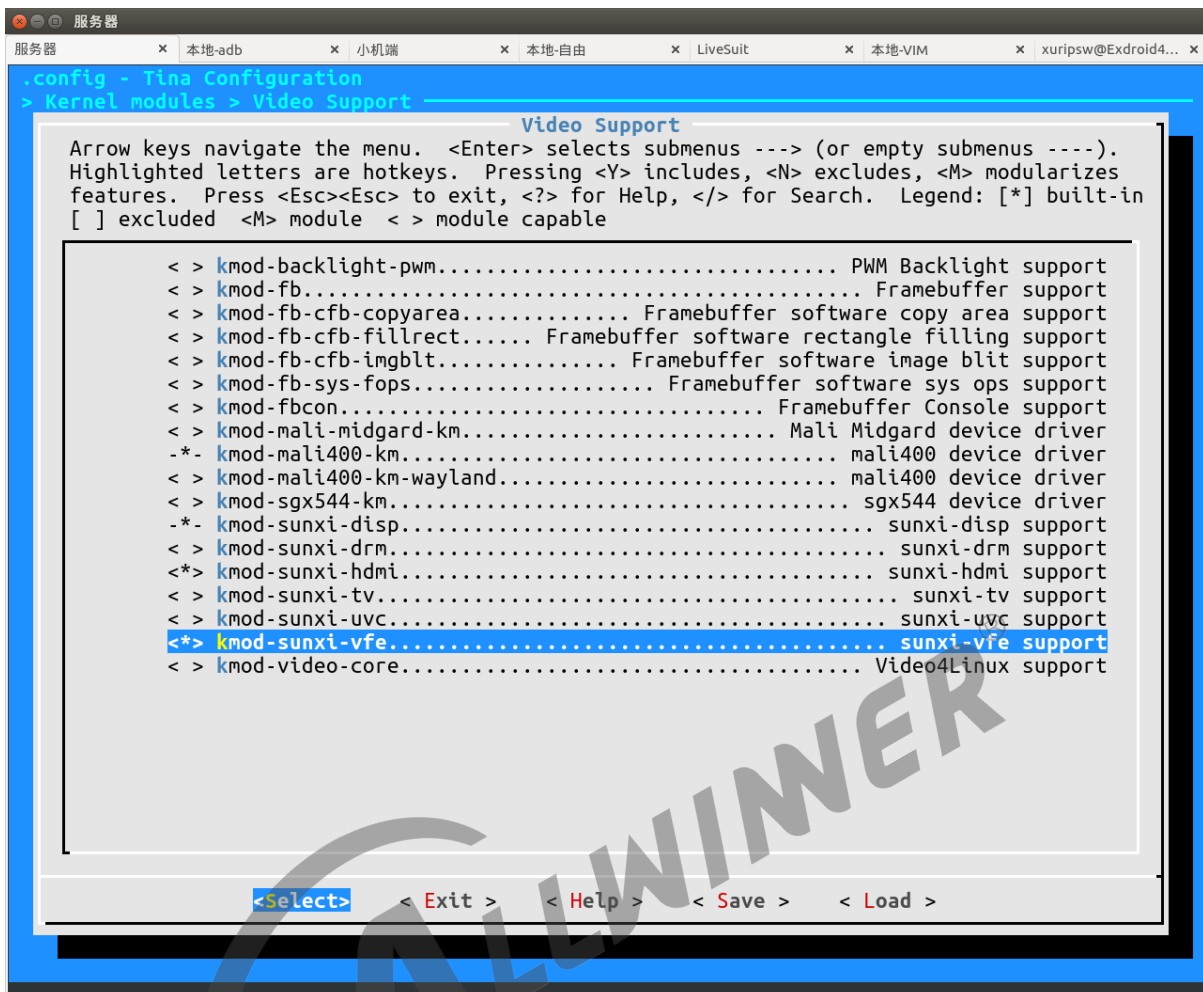 服务器
服务器 × 本地-adb × 小机端 × 本地-自由 × LiveSuit × 本地-VIM × xuripsw@Exdroid4... ×
.config - Tina Configuration
> Kernel modules > Video Support
Video Support
Arrow keys navigate the menu.  <Enter> selects submenus ---> (or empty submenus ----).
Highlighted letters are hotkeys.  Pressing <Y> includes, <N> excludes, <M> modularizes
features.  Press <Esc><Esc> to exit, <?> for Help, </> for Search.  Legend: [*] built-in
[ ] excluded  <M> module  < > module capable
< > kmod-backlight-pwm................................. PWM Backlight support
< > kmod-fb.............................................. Framebuffer support
< > kmod-fb-cfb-copyarea.............. Framebuffer software copy area support
< > kmod-fb-cfb-fillrect...... Framebuffer software rectangle filling support
< > kmod-fb-cfb-imgblt............... Framebuffer software image blit support
< > kmod-fb-sys-fops.................... Framebuffer software sys ops support
< > kmod-fbcon................................... Framebuffer Console support
< > kmod-mali-midgard-km.......................... Mali Midgard device driver
-*- kmod-mali400-km.................................... mali400 device driver
< > kmod-mali400-km-wayland............................ mali400 device driver
< > kmod-sgx544-km...................................... sgx544 device driver
-*- kmod-sunxi-disp....................................... sunxi-disp support
< > kmod-sunxi-drm......................................... sunxi-drm support
<*> kmod-sunxi-hdmi....................................... sunxi-hdmi support
< > kmod-sunxi-tv........................................... sunxi-tv support
< > kmod-sunxi-uvc......................................... sunxi-uvc support
<*> kmod-sunxi-vfe......................................... sunxi-vfe support
< > kmod-video-core...................................... Video4Linux support
<Select>    < Exit >    < Help >    < Save >    < Load >
ALLWINNER®